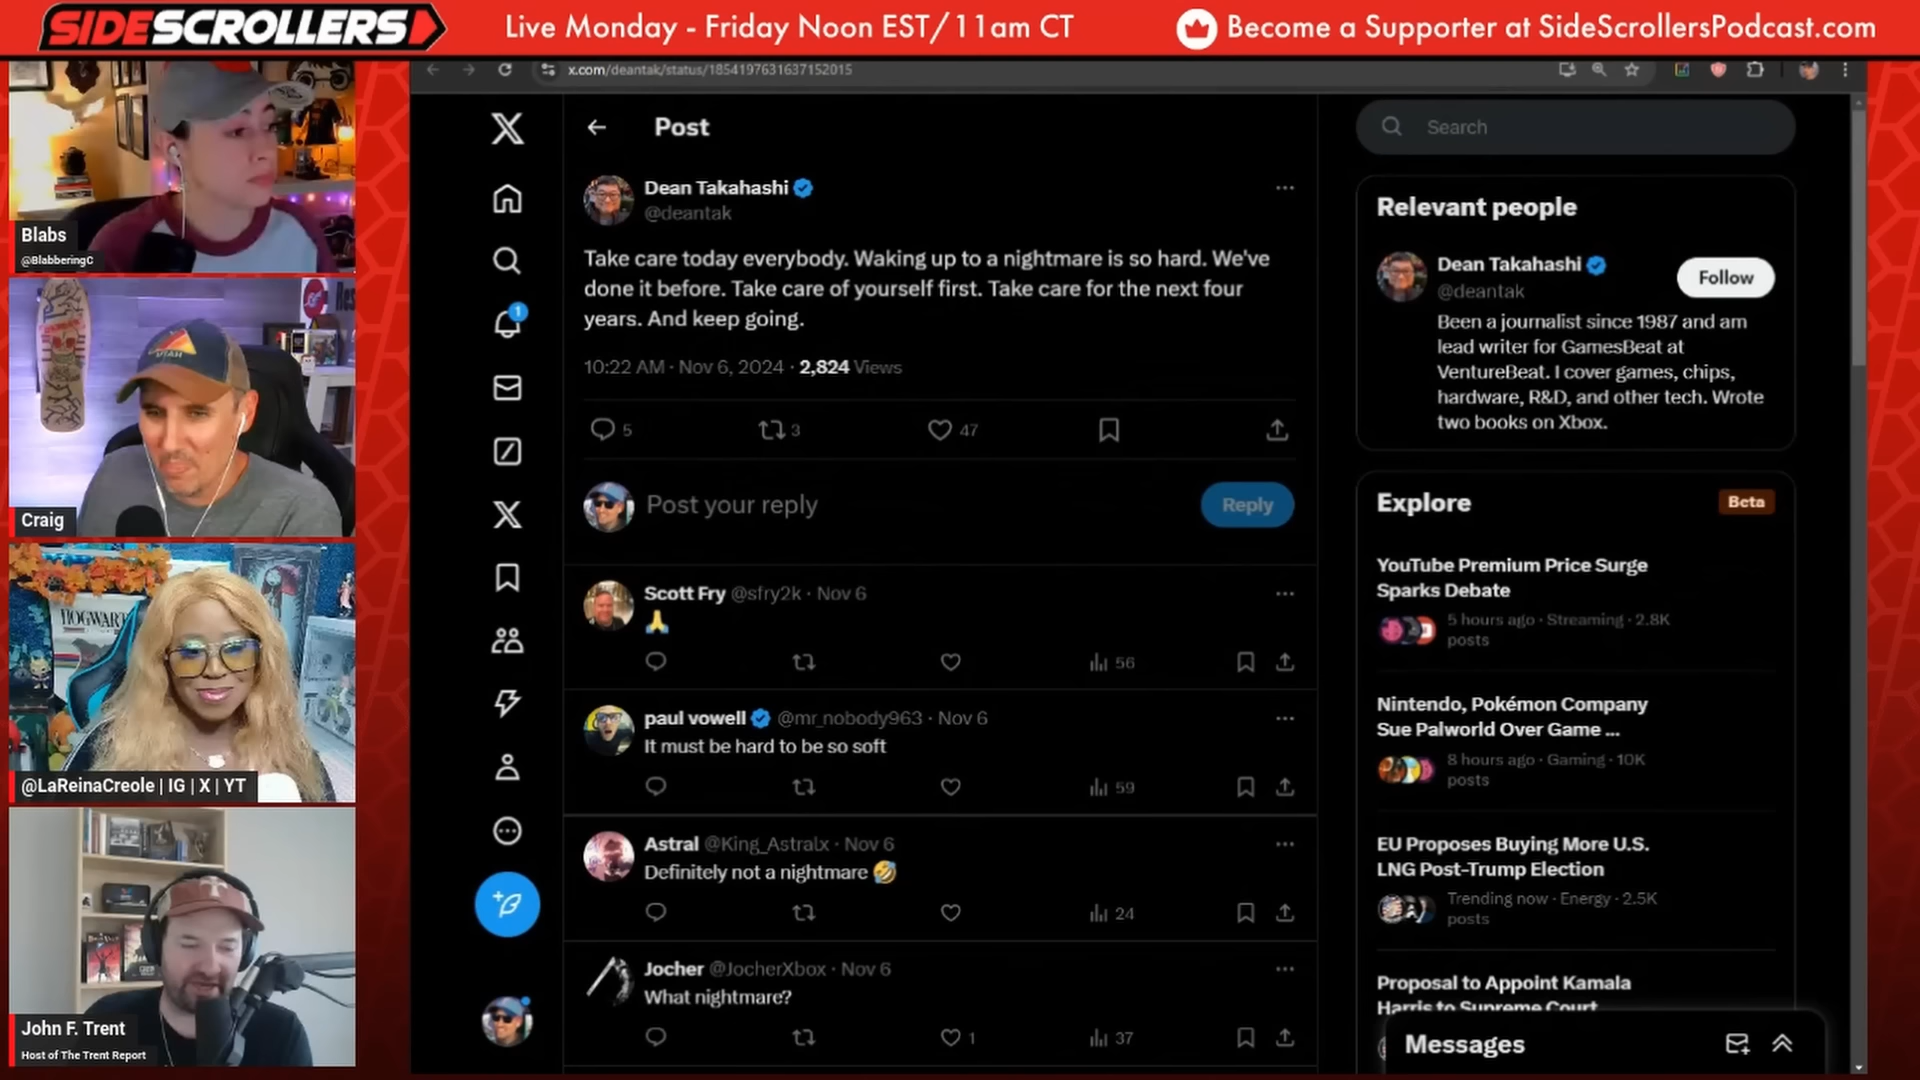 SIDESCROLLERS
Live Monday - Friday Noon EST/11am CT
Become a Supporter at SideScrollersPodcast.com
x.com/deantak/status/1854197631637152015
Blabs
@BlabberingC
UTAH
Craig
HOGWART
@LaReinaCreole | IG | X | YT
John F. Trent
Host of The Trent Report
Post
Dean Takahashi
@deantak
Take care today everybody. Waking up to a nightmare is so hard. We've
done it before. Take care of yourself first. Take care for the next four
years. And keep going.
10:22 AM · Nov 6, 2024 · 2,824 Views
5
3
47
Post your reply
Reply
Scott Fry @sfry2k · Nov 6
🙏
56
paul vowell @mr_nobody963 · Nov 6
It must be hard to be so soft
59
Astral @King_Astralx · Nov 6
Definitely not a nightmare 🤣
24
Jocher @JocherXbox · Nov 6
What nightmare?
1
37
1
Search
Relevant people
Dean Takahashi
@deantak
Follow
Been a journalist since 1987 and am
lead writer for GamesBeat at
VentureBeat. I cover games, chips,
hardware, R&D, and other tech. Wrote
two books on Xbox.
Explore
Beta
YouTube Premium Price Surge
Sparks Debate
5 hours ago · Streaming · 2.8K
posts
Nintendo, Pokémon Company
Sue Palworld Over Game ...
8 hours ago · Gaming · 10K
posts
EU Proposes Buying More U.S.
LNG Post-Trump Election
Trending now · Energy · 2.5K
posts
Proposal to Appoint Kamala
Harris to Supreme Court
Messages